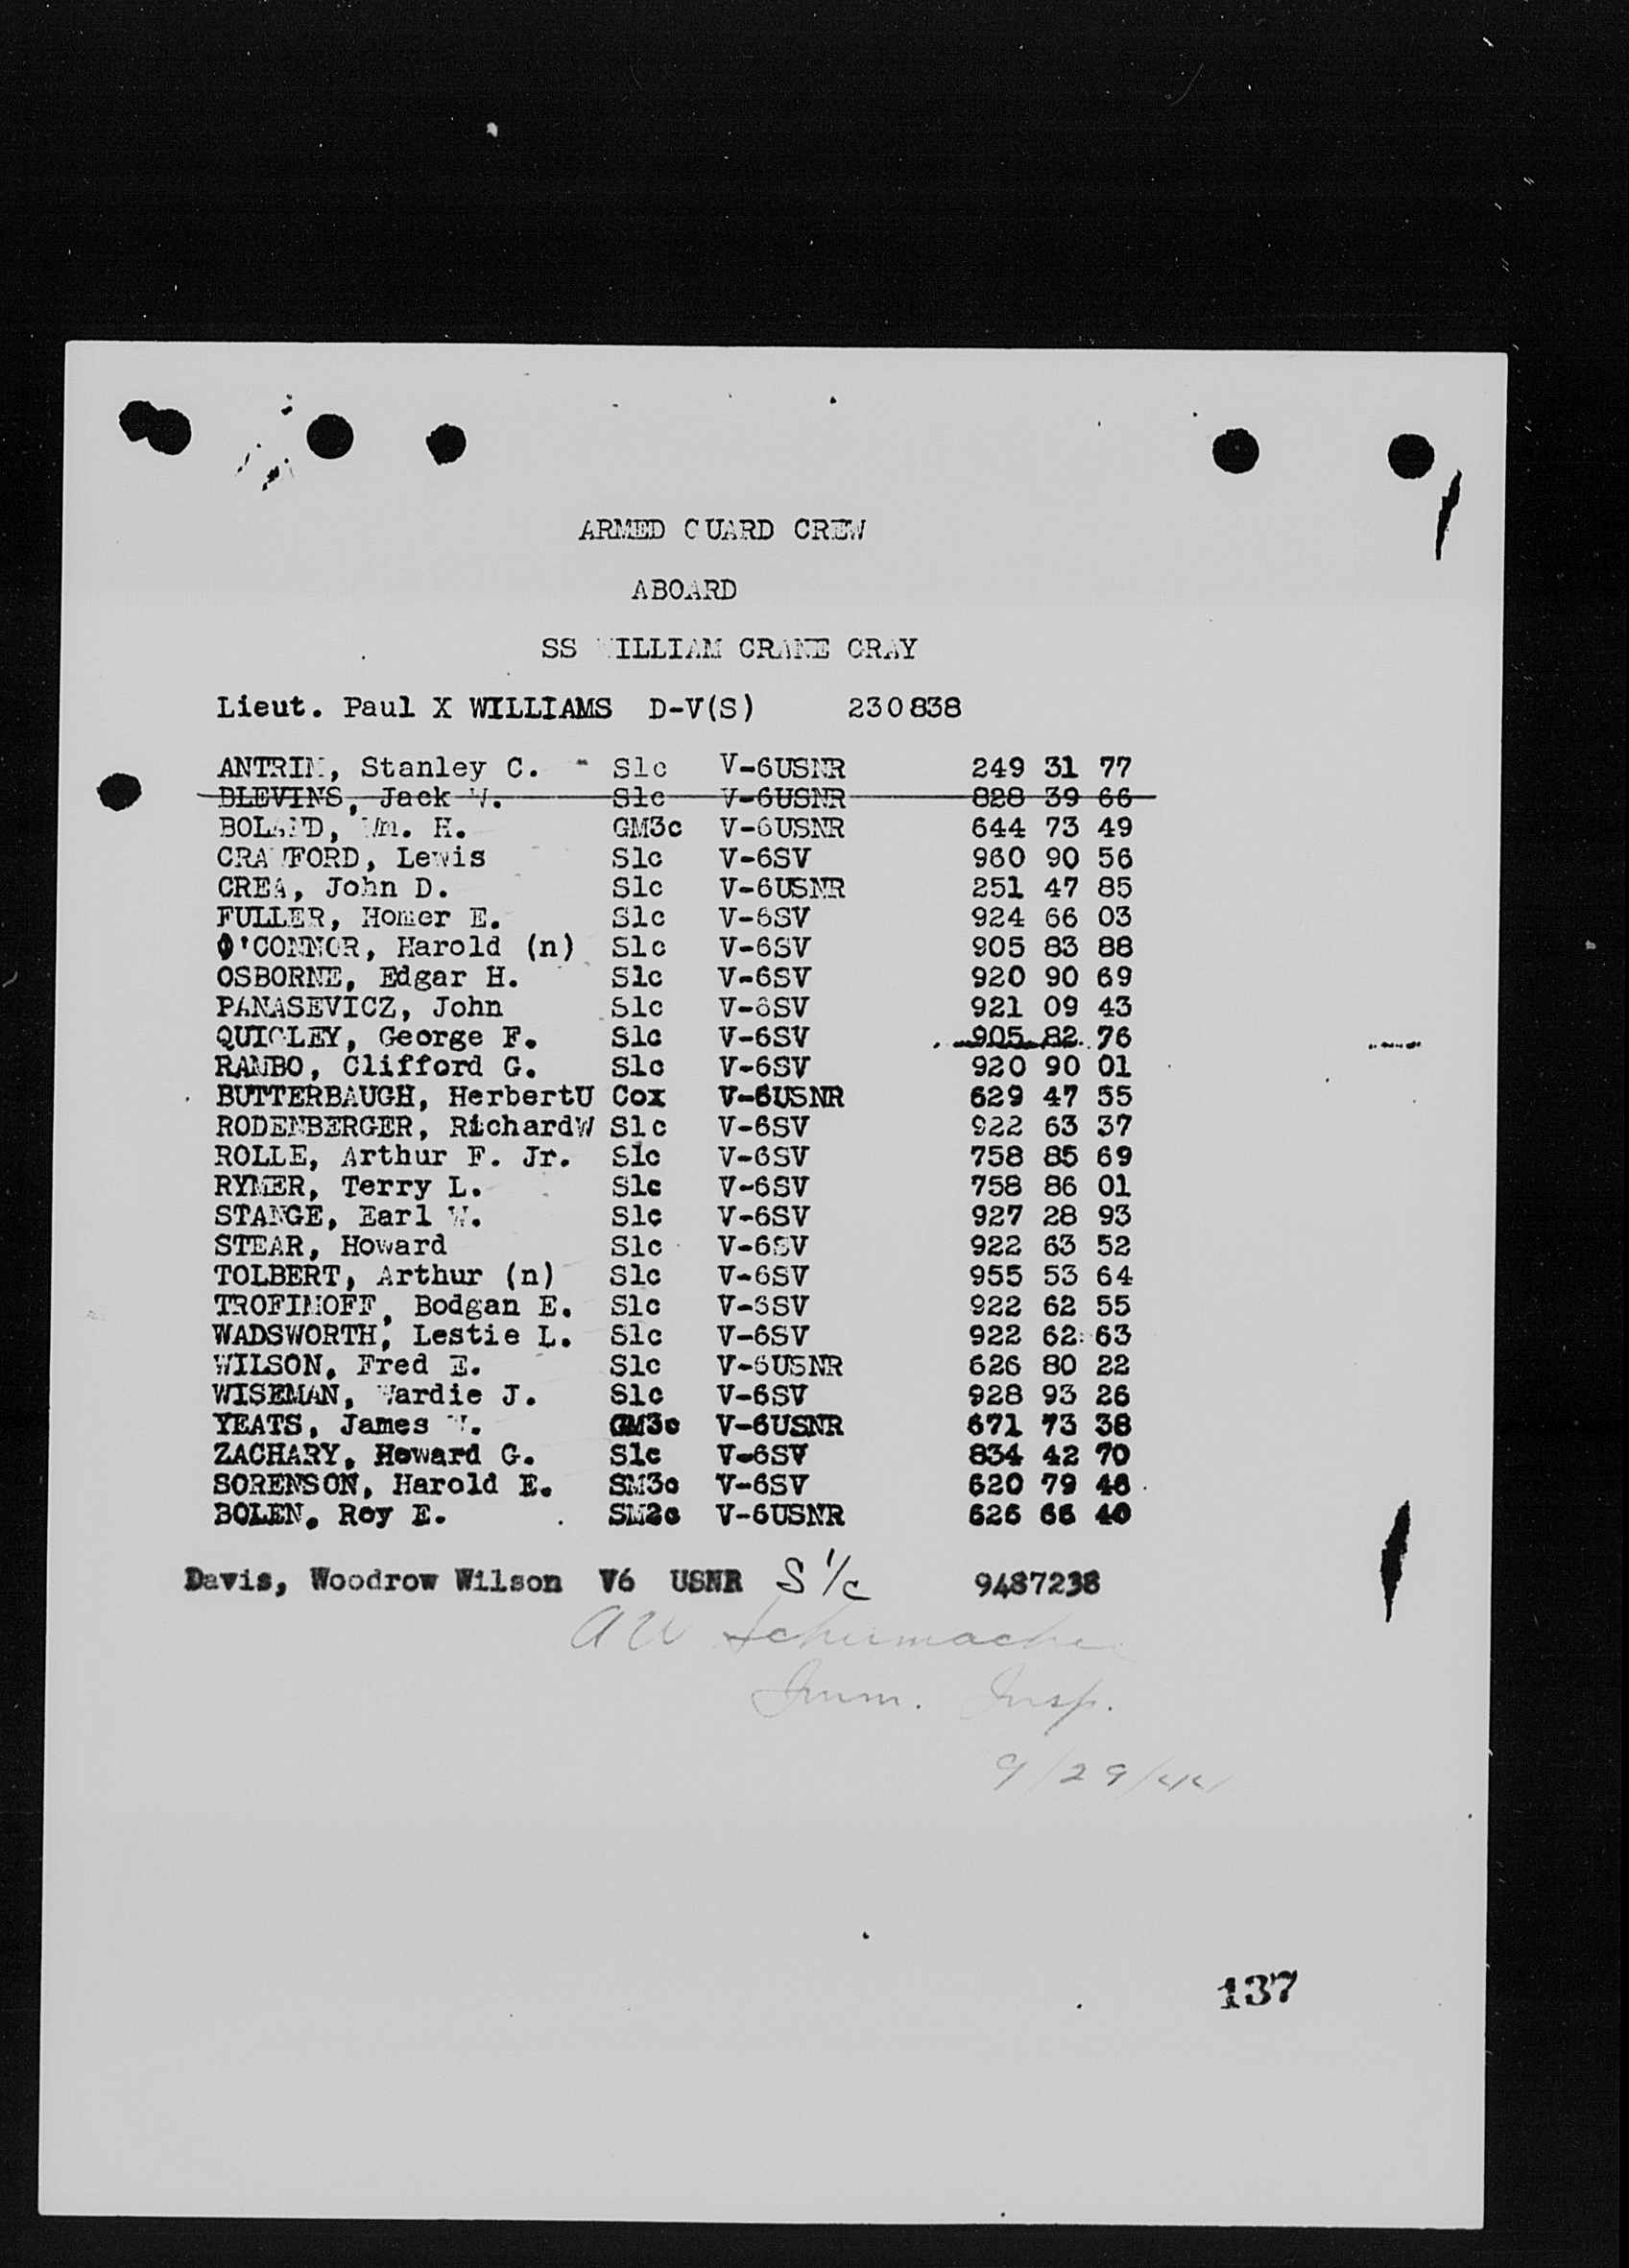 ARMED GUARD CREW
ABOARD
SS WILLIAM CRANE GRAY
Lieut. Paul X WILLIAMS D-V(S) 230838
ANTRIM, Stanley C. - S1c V-6USNR 249 31 77
BLEVINS, Jack W. S1c V-6USNR 828 39 66
BOLAND, Wm. H. GM3c V-6USNR 644 73 49
CRAWFORD, Lewis S1c V-6SV 960 90 56
CREA, John D. S1c V-6USNR 251 47 85
FULLER, Homer E. S1c V-6SV 924 66 03
O'CONNOR, Harold (n) S1c V-6SV 905 83 88
OSBORNE, Edgar H. S1c V-6SV 920 90 69
PANASEVICZ, John S1c V-6SV 921 09 43
QUIGLEY, George F. S1c V-6SV 905 82 76
RAMBO, Clifford G. S1c V-6SV 920 90 01
BUTTERBAUGH, HerbertU Cox V-6USNR 629 47 55
RODENBERGER, RichardW S1c V-6SV 922 63 37
ROLLE, Arthur F. Jr. S1c V-6SV 758 85 69
RYMER, Terry L. S1c V-6SV 758 86 01
STANGE, Earl W. S1c V-6SV 927 28 93
STEAR, Howard S1c V-6SV 922 63 52
TOLBERT, Arthur (n) S1c V-6SV 955 53 64
TROFIMOFF, Bodgan E. S1c V-6SV 922 62 55
WADSWORTH, Lestie L. S1c V-6SV 922 62 63
WILSON, Fred E. S1c V-6USNR 626 80 22
WISEMAN, Wardie J. S1c V-6SV 928 93 26
YEATS, James W. GM3c V-6USNR 671 73 38
ZACHARY, Howard G. S1c V-6SV 834 42 70
SORENSON, Harold E. SM3c V-6SV 620 79 48
BOLEN, Roy E. SM2c V-6USNR 626 66 40
Davis, Woodrow Wilson V6 USNR S 1/c 9487238
A W Schumacher
Imm. Insp.
9/29/44
137